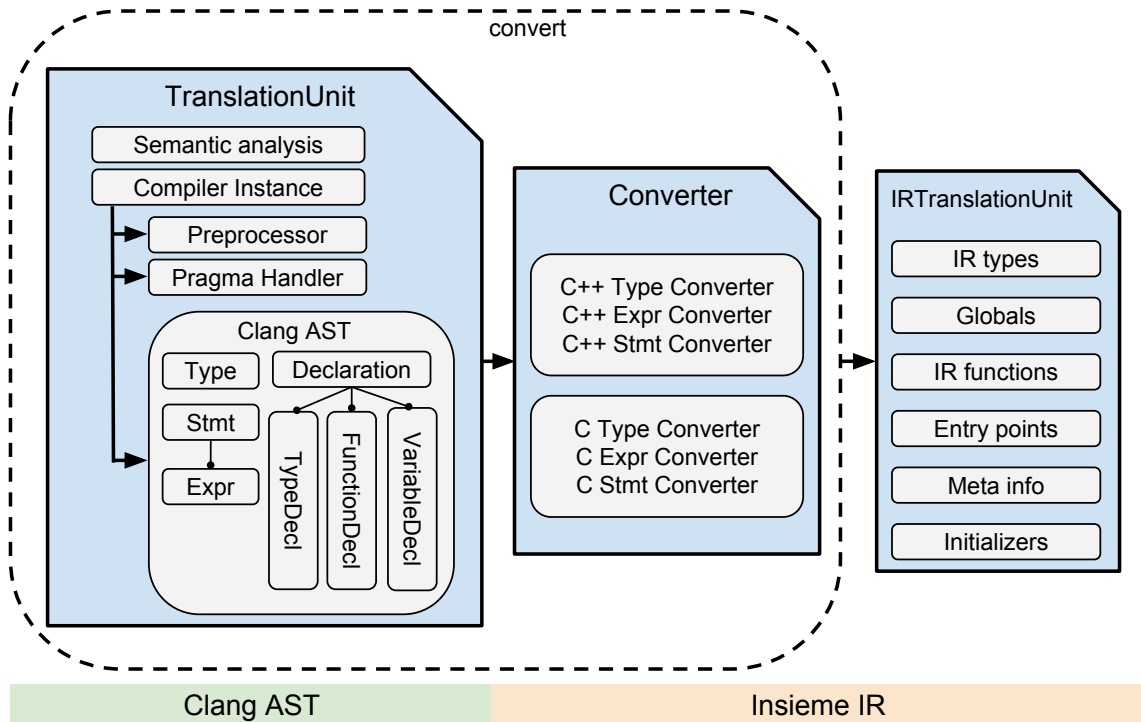 convert
TranslationUnit
Semantic analysis
Compiler Instance
Preprocessor
Pragma Handler
Clang AST
Type
Declaration
Stmt
Expr
TypeDecl
FunctionDecl
VariableDecl
Converter
C++ Type Converter
C++ Expr Converter
C++ Stmt Converter
C Type Converter
C Expr Converter
C Stmt Converter
IRTranslationUnit
IR types
Globals
IR functions
Entry points
Meta info
Initializers
Clang AST
Insieme IR